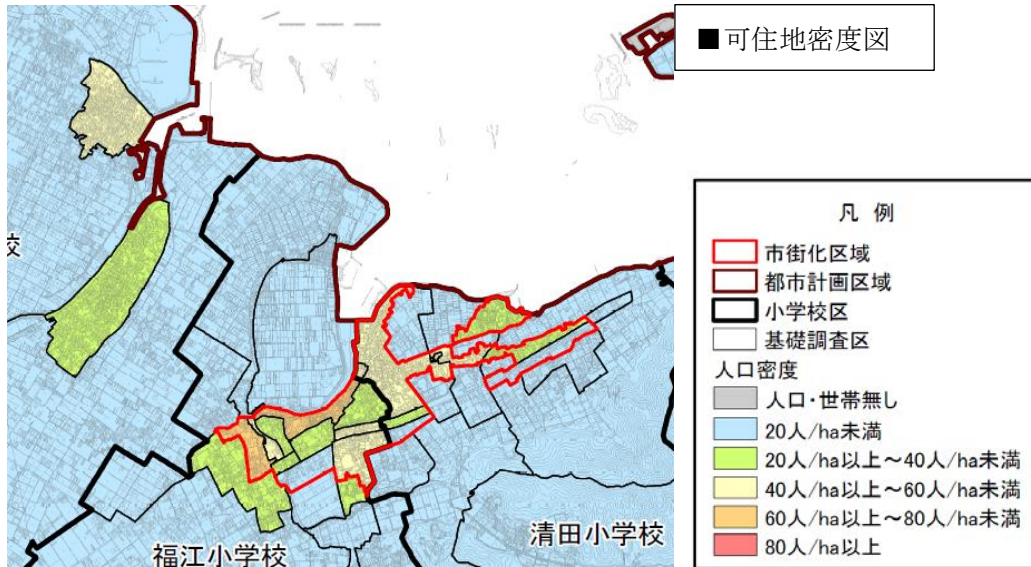 ■可住地密度図
校
福江小学校
清田小学校
凡 例
市街化区域
都市計画区域
小学校区
基礎調査区
人口密度
人口・世帯無し
20人/ha未満
20人/ha以上～40人/ha未満
40人/ha以上～60人/ha未満
60人/ha以上～80人/ha未満
80人/ha以上